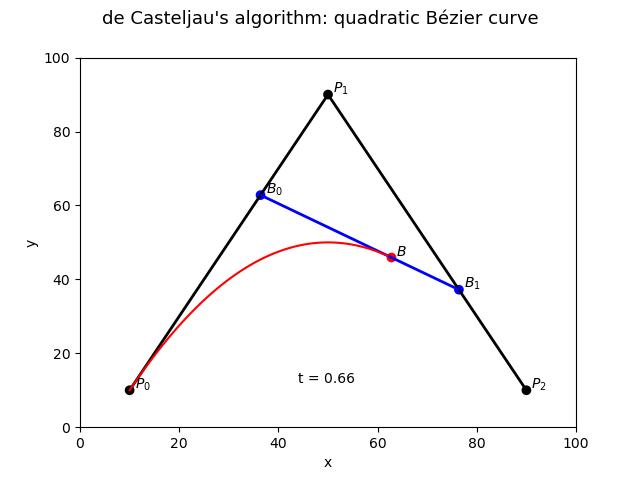 de Casteljau's algorithm: quadratic Bézier curve
100
P₁
80
B₀
60
B
y
40
B₁
20
t = 0.66
P₀
P₂
0
0 20 40 60 80 100
x